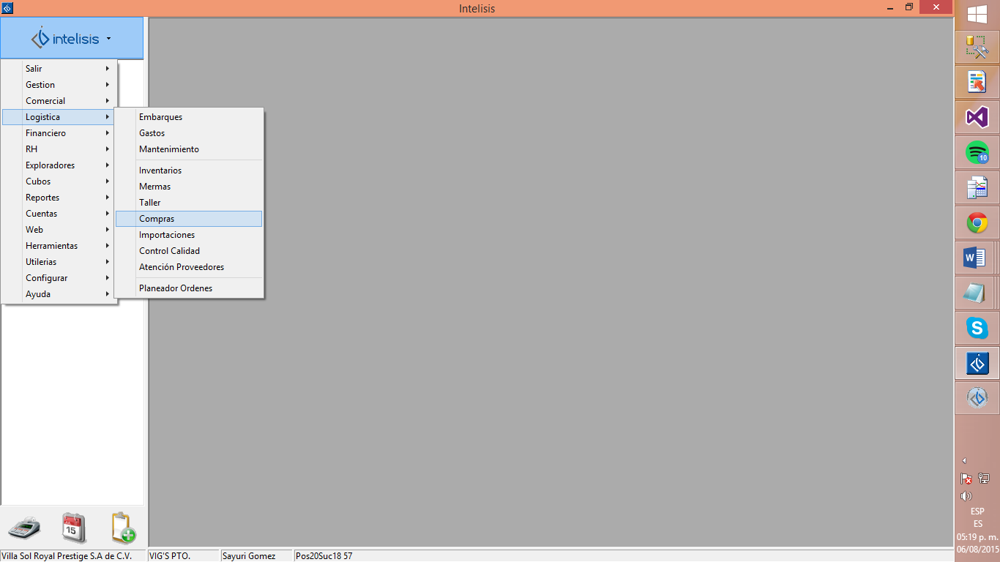 Intelisis
intelisis
Salir
Gestion
Comercial
Logistica
Financiero
RH
Exploradores
Cubos
Reportes
Cuentas
Web
Herramientas
Utilerias
Configurar
Ayuda
Embarques
Gastos
Mantenimiento
Inventarios
Mermas
Taller
Compras
Importaciones
Control Calidad
Atención Proveedores
Planeador Ordenes
15
Villa Sol Royal Prestige S.A de C.V.
VIG'S PTO.
Sayuri Gomez
Pos20Suc18 57
10
W
S
ESP
ES
05:19 p. m.
06/08/2015